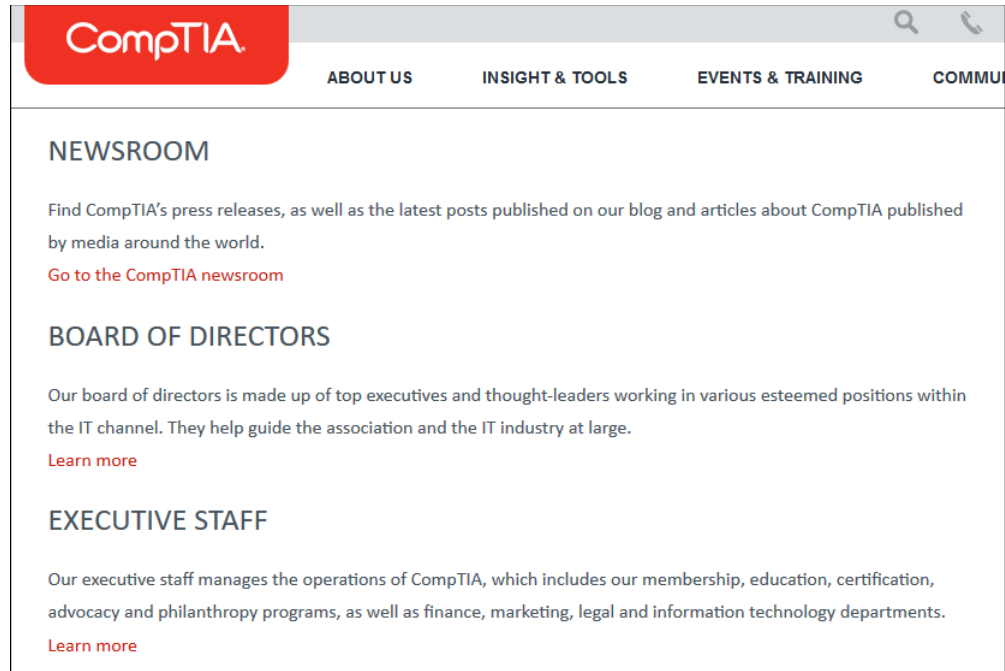 CompTIA.
ABOUT US INSIGHT & TOOLS EVENTS & TRAINING COMMUI
NEWSROOM
Find CompTIA’s press releases, as well as the latest posts published on our blog and articles about CompTIA published
by media around the world.
Go to the CompTIA newsroom
BOARD OF DIRECTORS
Our board of directors is made up of top executives and thought-leaders working in various esteemed positions within
the IT channel. They help guide the association and the IT industry at large.
Learn more
EXECUTIVE STAFF
Our executive staff manages the operations of CompTIA, which includes our membership, education, certification,
advocacy and philanthropy programs, as well as finance, marketing, legal and information technology departments.
Learn more